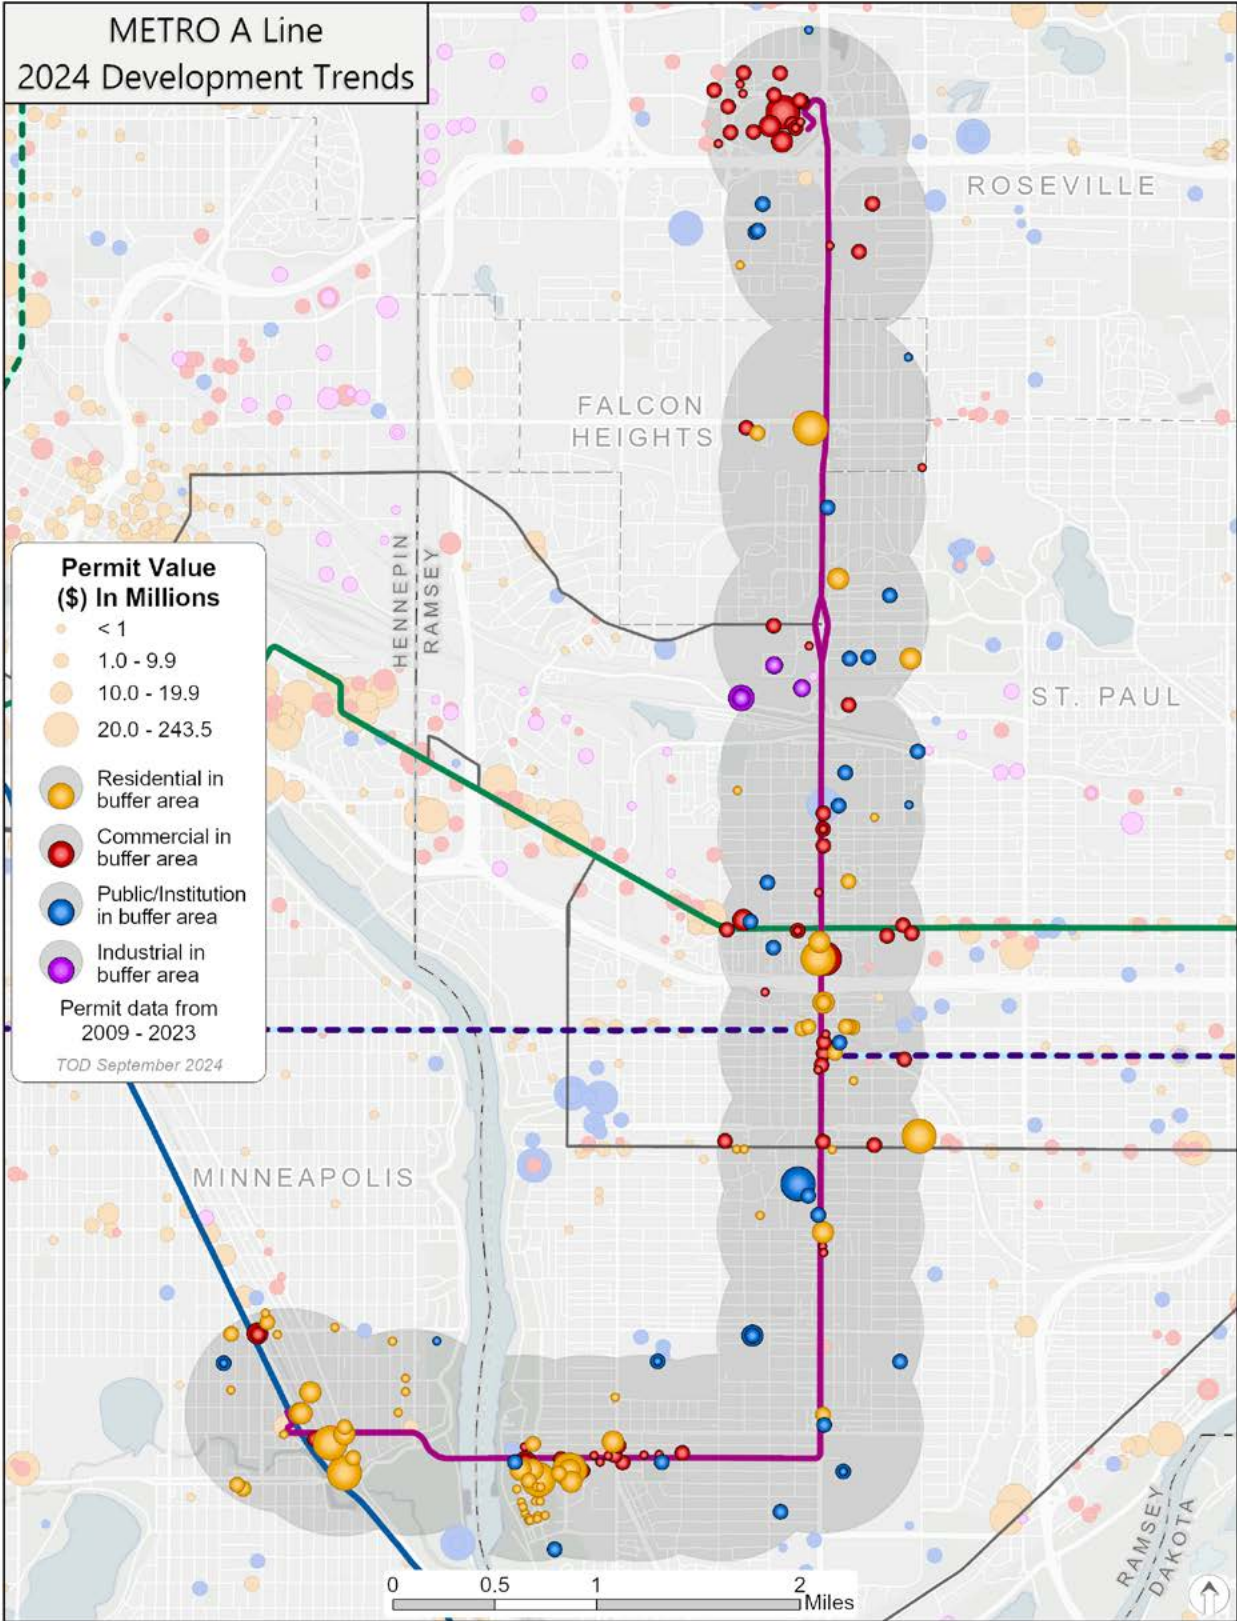 METRO A Line
2024 Development Trends
ROSEVILLE
FALCON
HEIGHTS
HENNEPIN
RAMSEY
Permit Value
($) In Millions
< 1
1.0 - 9.9
10.0 - 19.9
20.0 - 243.5
Residential in
buffer area
Commercial in
buffer area
Public/Institution
in buffer area
Industrial in
buffer area
Permit data from
2009 - 2023
TOD September 2024
ST. PAUL
MINNEAPOLIS
RAMSEY
DAKOTA
0 0.5 1 2
Miles